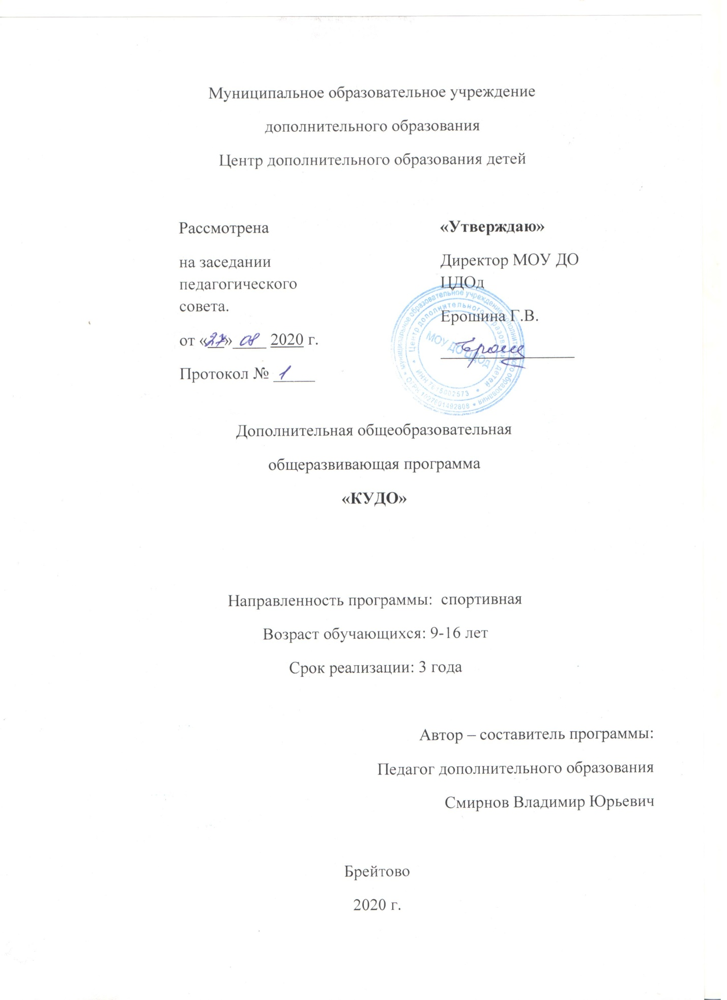 Муниципальное образовательное учреждение
дополнительного образования
Центр дополнительного образования детей
Рассмотрена
на заседании
педагогического
совета.
от «27» 08 2020 г.
Протокол № 1
«Утверждаю»
Директор МОУ ДО
ЦДОд
Ерошина Г.В.
муниципальное образовательное учреждение дополнительного образования
Центр дополнительного образования детей
МОУ ДО ЦДОд
ИНН 7615002573
ОГРН 1027601492808
Дополнительная общеобразовательная
общеразвивающая программа
«КУДО»
Направленность программы: спортивная
Возраст обучающихся: 9-16 лет
Срок реализации: 3 года
Автор – составитель программы:
Педагог дополнительного образования
Смирнов Владимир Юрьевич
Брейтово
2020 г.